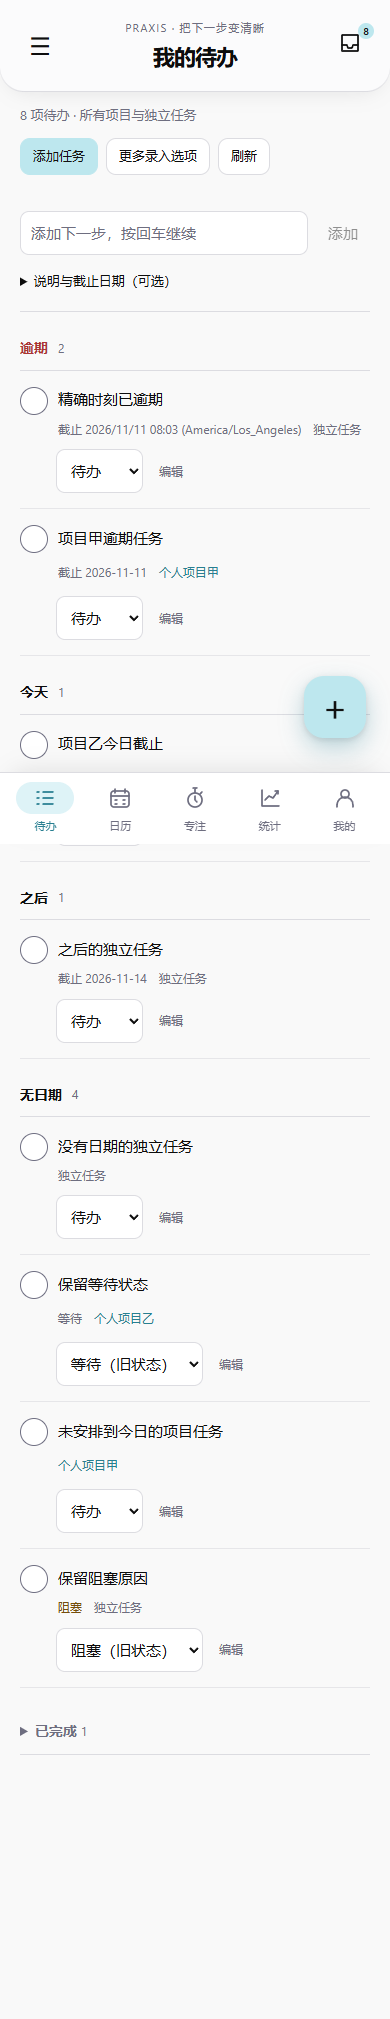 PRAXIS · 把下一步变清晰
我的待办
8
8 项待办 · 所有项目与独立任务
添加任务 更多录入选项 刷新
添加下一步，按回车继续 添加
▶ 说明与截止日期（可选）
逾期 2
精确时刻已逾期
截止 2026/11/11 08:03 (America/Los_Angeles) 独立任务
待办 编辑
项目甲逾期任务
截止 2026-11-11 个人项目甲
待办 编辑
今天 1
+
项目乙今日截止
待办 日历 专注 统计 我的
之后 1
之后的独立任务
截止 2026-11-14 独立任务
待办 编辑
无日期 4
没有日期的独立任务
独立任务
待办 编辑
保留等待状态
等待 个人项目乙
等待（旧状态） 编辑
未安排到今日的项目任务
个人项目甲
待办 编辑
保留阻塞原因
阻塞 独立任务
阻塞（旧状态） 编辑
▶ 已完成 1